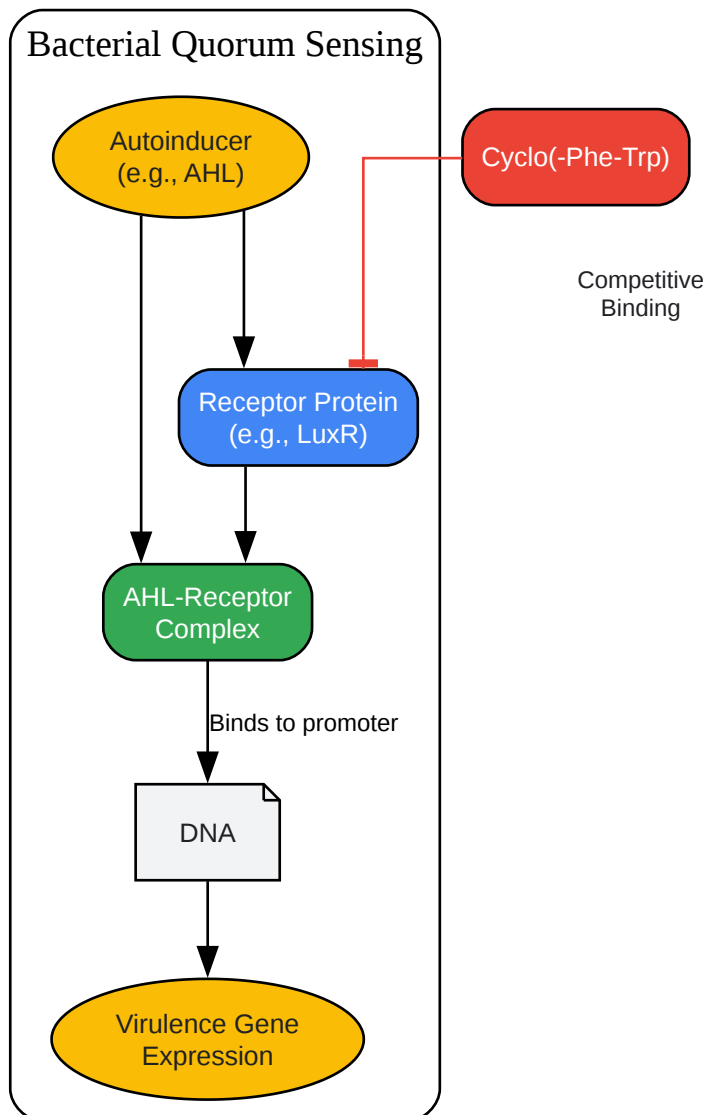 Bacterial Quorum Sensing
Autoinducer
(e.g., AHL)
Cyclo(-Phe-Trp)
Competitive
Binding
Receptor Protein
(e.g., LuxR)
AHL-Receptor
Complex
Binds to promoter
DNA
Virulence Gene
Expression